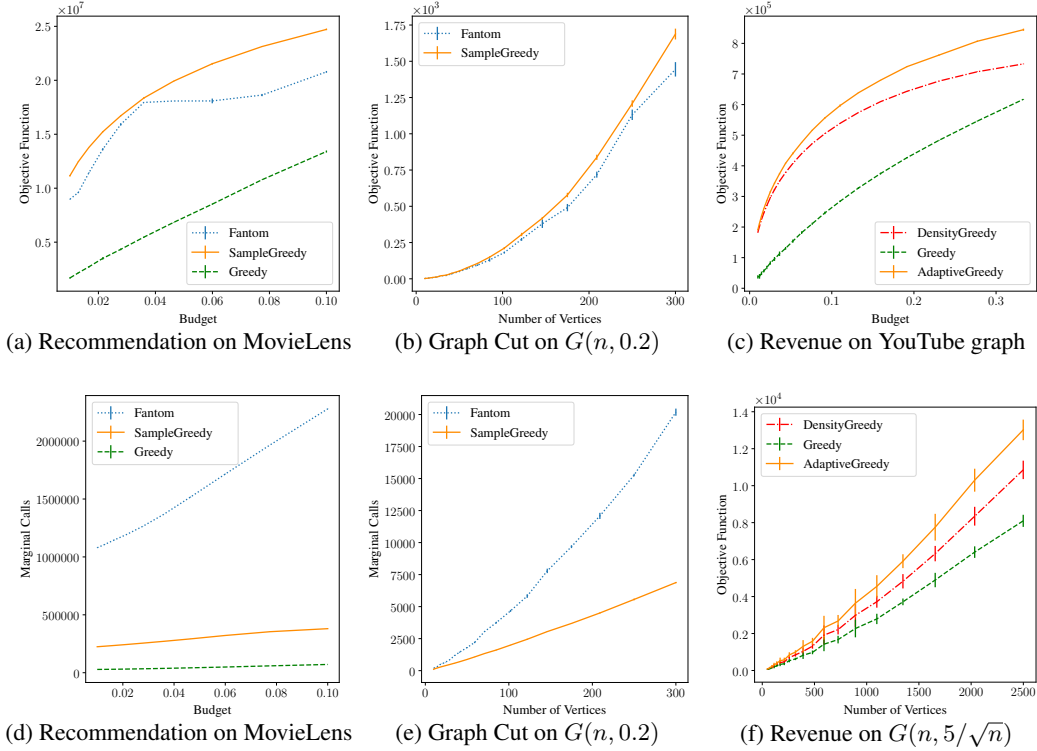 ×10⁷
2.5
2.0
1.5
1.0
0.5
Objective Function
0.02 0.04 0.06 0.08 0.10
Budget
Fantom
SampleGreedy
Greedy
(a) Recommendation on MovieLens
×10³
1.75
1.50
1.25
1.00
0.75
0.50
0.25
0.00
Objective Function
0 100 200 300
Number of Vertices
Fantom
SampleGreedy
(b) Graph Cut on G(n, 0.2)
×10⁵
8
7
6
5
4
3
2
1
0
Objective Function
0.0 0.1 0.2 0.3
Budget
DensityGreedy
Greedy
AdaptiveGreedy
(c) Revenue on YouTube graph
2000000
1500000
1000000
500000
0
Marginal Calls
0.02 0.04 0.06 0.08 0.10
Budget
Fantom
SampleGreedy
Greedy
(d) Recommendation on MovieLens
20000
17500
15000
12500
10000
7500
5000
2500
0
Marginal Calls
0 100 200 300
Number of Vertices
Fantom
SampleGreedy
(e) Graph Cut on G(n, 0.2)
×10⁴
1.4
1.2
1.0
0.8
0.6
0.4
0.2
0.0
Objective Function
0 500 1000 1500 2000 2500
Number of Vertices
DensityGreedy
Greedy
AdaptiveGreedy
(f) Revenue on G(n, 5/√n)